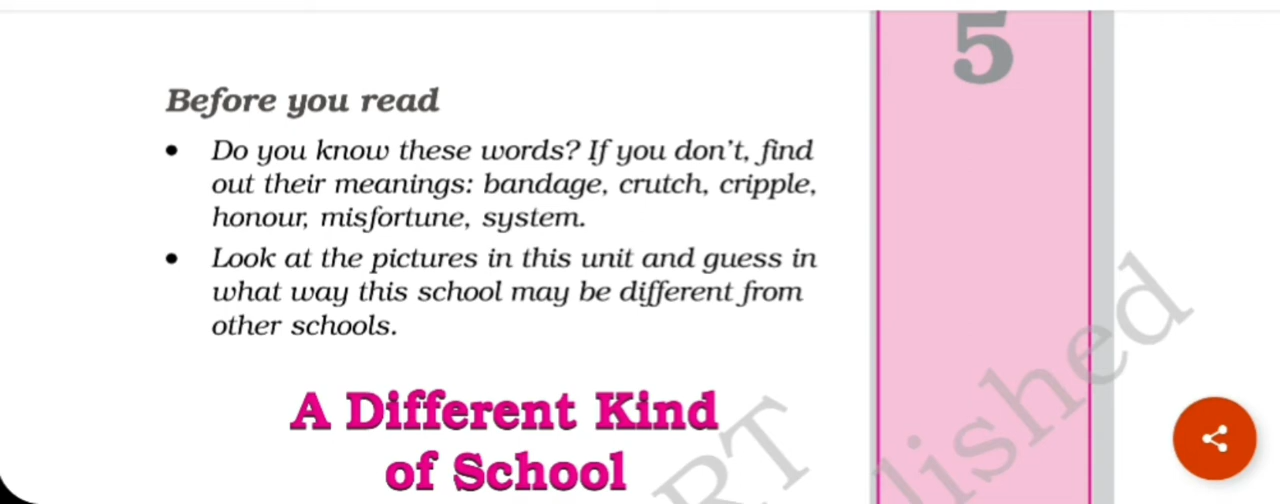 5
Before you read
• Do you know these words? If you don't, find
out their meanings: bandage, crutch, cripple,
honour, misfortune, system.
• Look at the pictures in this unit and guess in
what way this school may be different from
other schools.
A Different Kind
of School
RT
lished